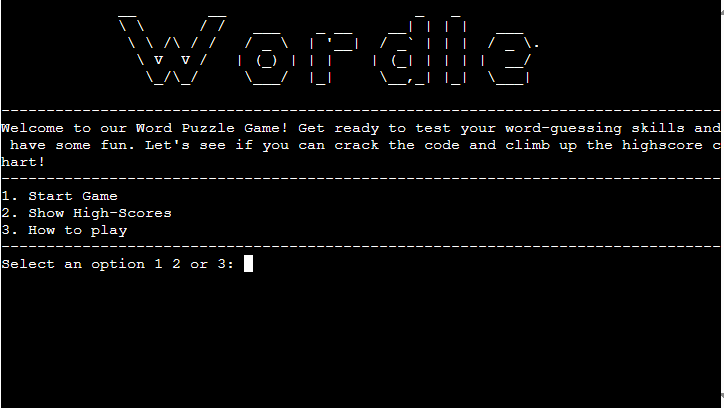 Wordle
Welcome to our Word Puzzle Game! Get ready to test your word-guessing skills and
have some fun. Let's see if you can crack the code and climb up the highscore c
hart!
1. Start Game
2. Show High-Scores
3. How to play
Select an option 1 2 or 3: